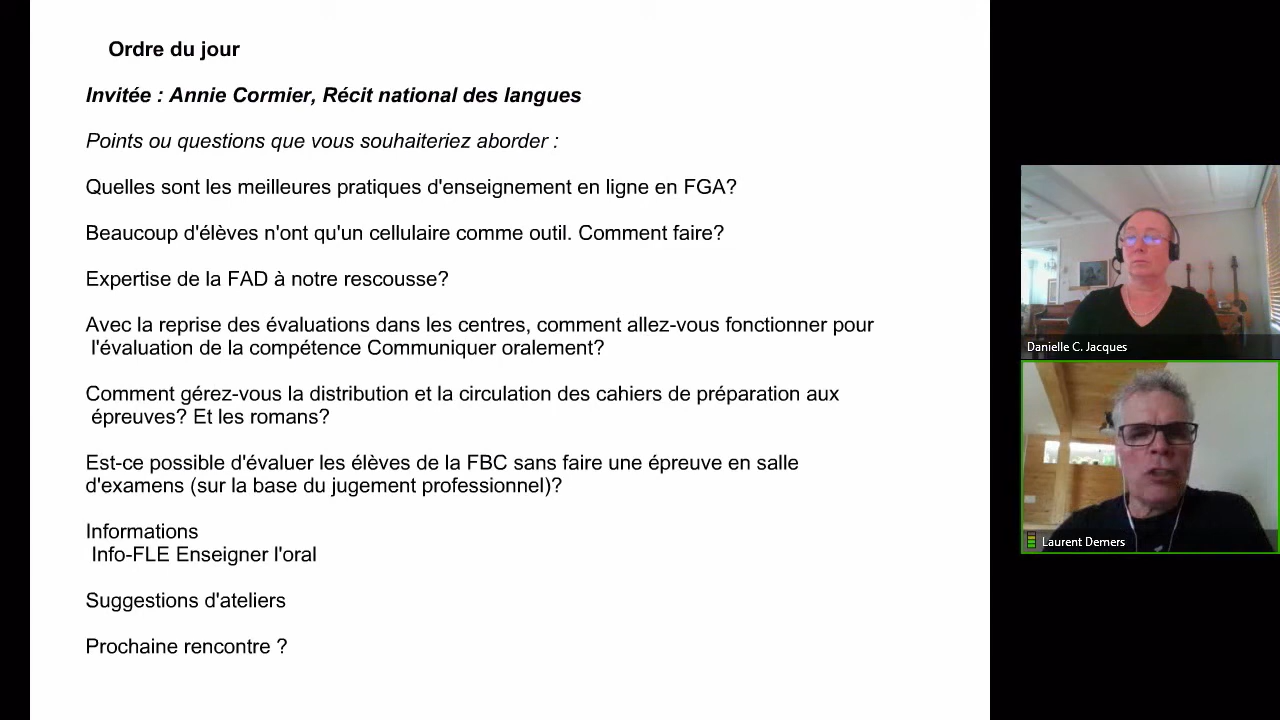 Ordre du jour
Invitée : Annie Cormier, Récit national des langues
Points ou questions que vous souhaiteriez aborder :
Quelles sont les meilleures pratiques d'enseignement en ligne en FGA?
Beaucoup d'élèves n'ont qu'un cellulaire comme outil. Comment faire?
Expertise de la FAD à notre rescousse?
Avec la reprise des évaluations dans les centres, comment allez-vous fonctionner pour
l'évaluation de la compétence Communiquer oralement?
Comment gérez-vous la distribution et la circulation des cahiers de préparation aux
épreuves? Et les romans?
Est-ce possible d'évaluer les élèves de la FBC sans faire une épreuve en salle
d'examens (sur la base du jugement professionnel)?
Informations
Info-FLE Enseigner l'oral
Suggestions d'ateliers
Prochaine rencontre ?
Danielle C. Jacques
Laurent Demers